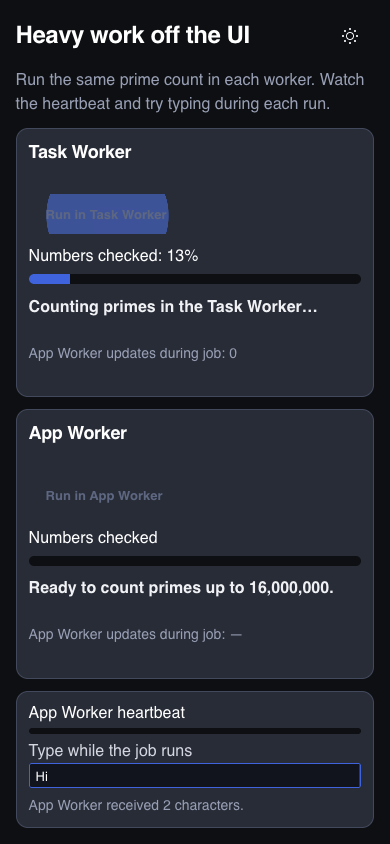 Heavy work off the UI
Run the same prime count in each worker. Watch
the heartbeat and try typing during each run.
Task Worker
Run in Task Worker
Numbers checked: 13%
Counting primes in the Task Worker…
App Worker updates during job: 0
App Worker
Run in App Worker
Numbers checked
Ready to count primes up to 16,000,000.
App Worker updates during job: —
App Worker heartbeat
Type while the job runs
Hi
App Worker received 2 characters.